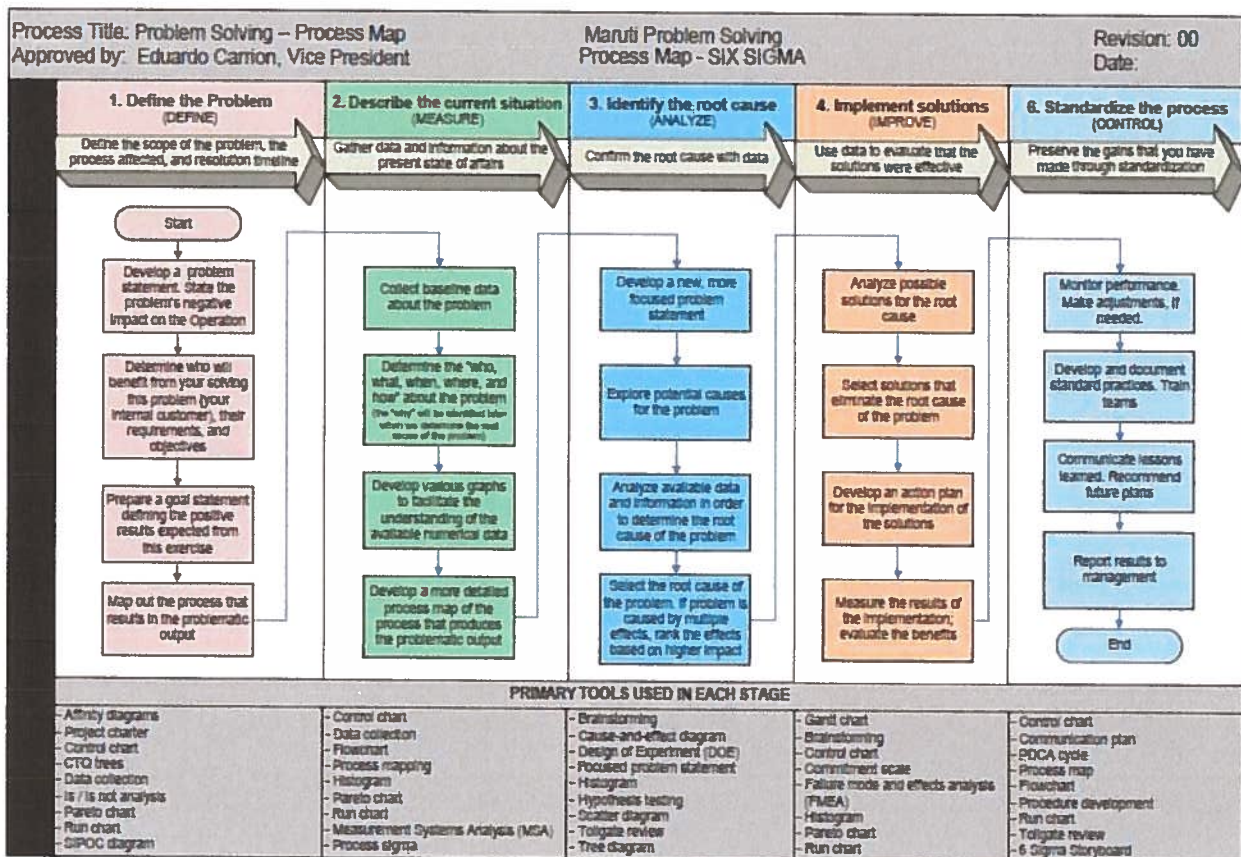 Process Title: Problem Solving – Process Map
Approved by: Eduardo Carrion, Vice President
Maruti Problem Solving
Process Map - SIX SIGMA
Revision: 00
Date:
1. Define the Problem
(DEFINE)
Define the scope of the problem, the
process affected, and resolution timeline
2. Describe the current situation
(MEASURE)
Gather data and information about the
present state of affairs
3. Identify the root cause
(ANALYZE)
Confirm the root cause with data
4. Implement solutions
(IMPROVE)
Use data to evaluate that the
solutions were effective
6. Standardize the process
(CONTROL)
Preserve the gains that you have
made through standardization
Start
Develop a problem
statement. State the
problem's negative
impact on the Operation
Determine who will
benefit from your solving
this problem (your
internal customer), their
requirements, and
objectives
Prepare a goal statement
defining the positive
results expected from
this exercise
Map out the process that
results in the problematic
output
Collect baseline data
about the problem
Determine the "who,
what, when, where, and
how" about the problem
(the "why" will be identified later
when we determine the root
cause of the problem)
Develop various graphs
to facilitate the
understanding of the
available numerical data
Develop a more detailed
process map of the
process that produces
the problematic output
Develop a new, more
focused problem
statement
Explore potential causes
for the problem
Analyze available data
and information in order
to determine the root
cause of the problem
Select the root cause of
the problem. If problem is
caused by multiple
effects, rank the effects
based on higher impact
Analyze possible
solutions for the root
cause
Select solutions that
eliminate the root cause
of the problem
Develop an action plan
for the implementation of
the solutions
Measure the results of
the implementation;
evaluate the benefits
Monitor performance.
Make adjustments, if
needed.
Develop and document
standard practices. Train
teams
Communicate lessons
learned. Recommend
future plans
Report results to
management
End
PRIMARY TOOLS USED IN EACH STAGE
- Affinity diagrams
- Project charter
- Control chart
- CTQ trees
- Data collection
- Is / Is not analysis
- Pareto chart
- Run chart
- SIPOC diagram
- Control chart
- Data collection
- Flowchart
- Process mapping
- Histogram
- Pareto chart
- Run chart
- Measurement Systems Analysis (MSA)
- Process sigma
- Brainstorming
- Cause-and-effect diagram
- Design of Experiment (DOE)
- Focused problem statement
- Histogram
- Hypothesis testing
- Scatter diagram
- Tollgate review
- Tree diagram
- Gantt chart
- Brainstorming
- Control chart
- Commitment scale
- Failure mode and effects analysis
(FMEA)
- Histogram
- Pareto chart
- Run chart
- Control chart
- Communication plan
- PDCA cycle
- Process map
- Flowchart
- Procedure development
- Run chart
- Tollgate review
- 6 Sigma Storyboard